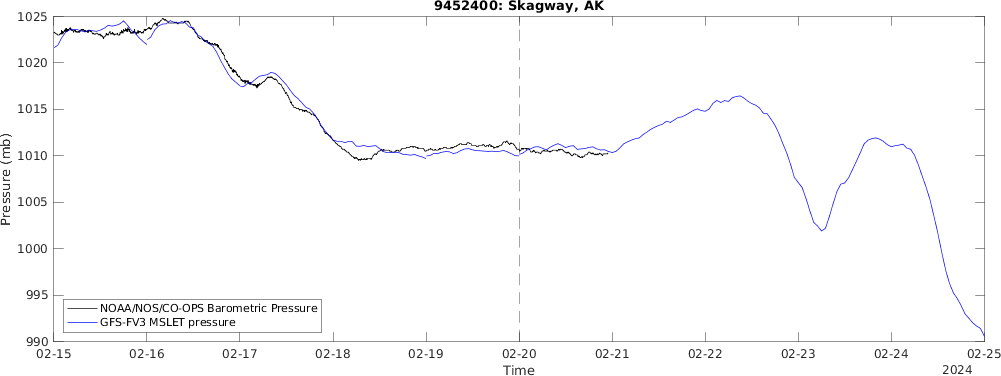 9452400: Skagway, AK
1025
1020
1015
1010
1005
1000
995
990
Pressure (mb)
NOAA/NOS/CO-OPS Barometric Pressure
GFS-FV3 MSLET pressure
02-15 02-16 02-17 02-18 02-19 02-20 02-21 02-22 02-23 02-24 02-25
Time
2024